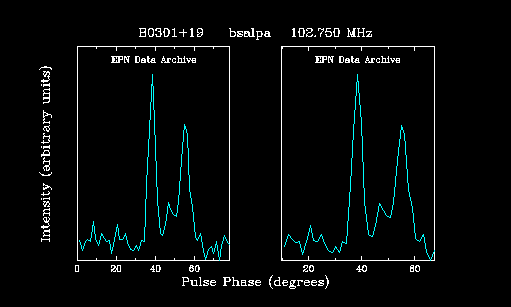 B0301+19 bsalpa 102.750 MHz
EPN Data Archive EPN Data Archive
Intensity (arbitrary units)
0 20 40 60 20 40 60
Pulse Phase (degrees)